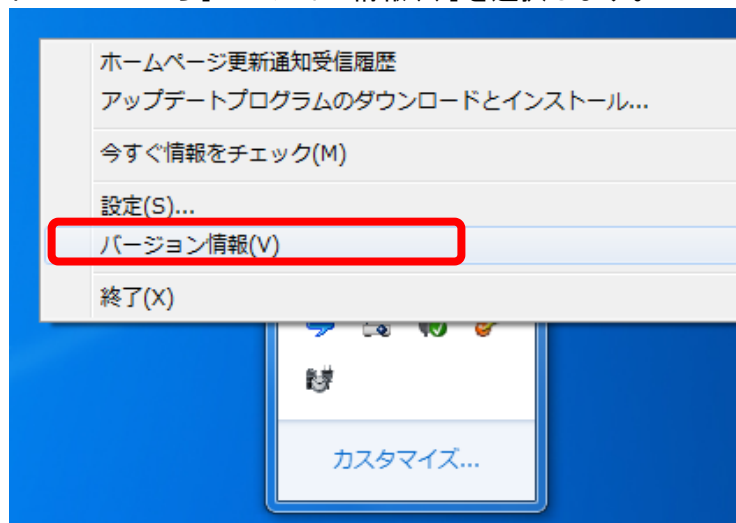 ホームページ更新通知受信履歴
アップデートプログラムのダウンロードとインストール...
今すぐ情報をチェック(M)
設定(S)...
バージョン情報(V)
終了(X)
カスタマイズ...